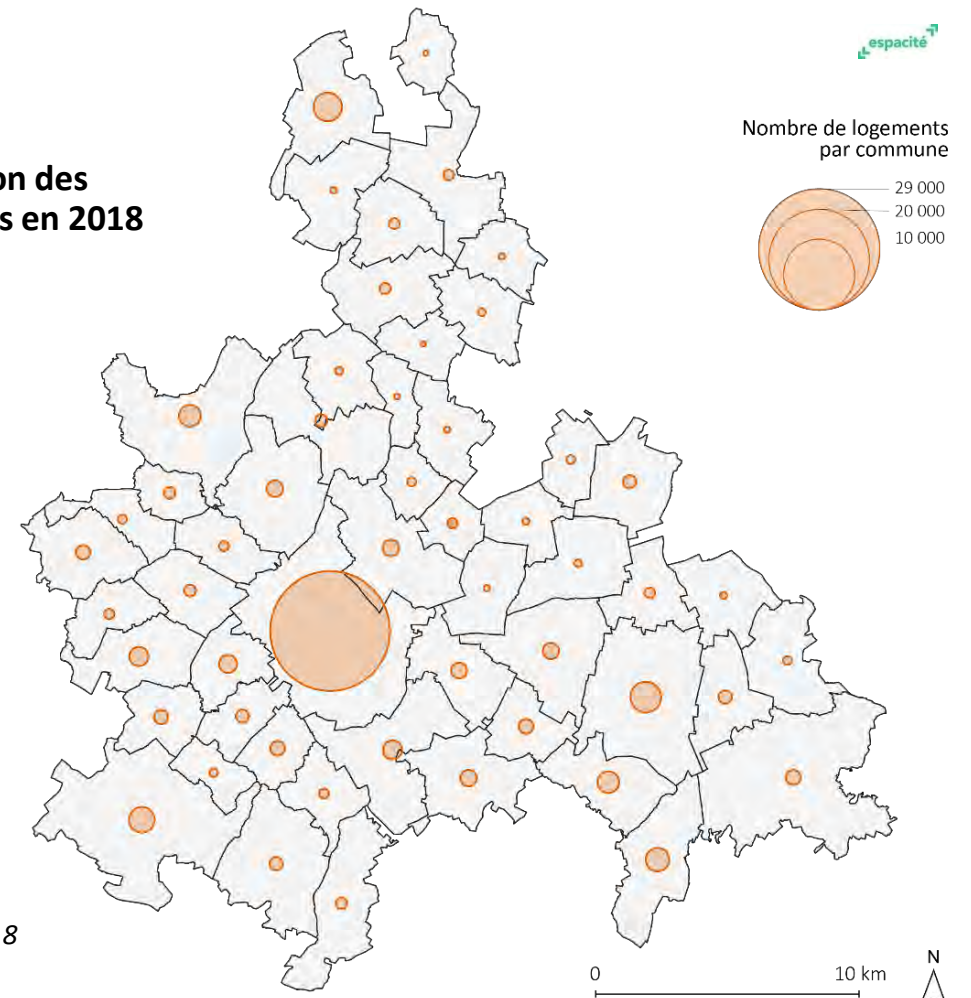 espacité
Nombre de logements
par commune
29 000
20 000
10 000
on des
s en 2018
8
0
10 km
N